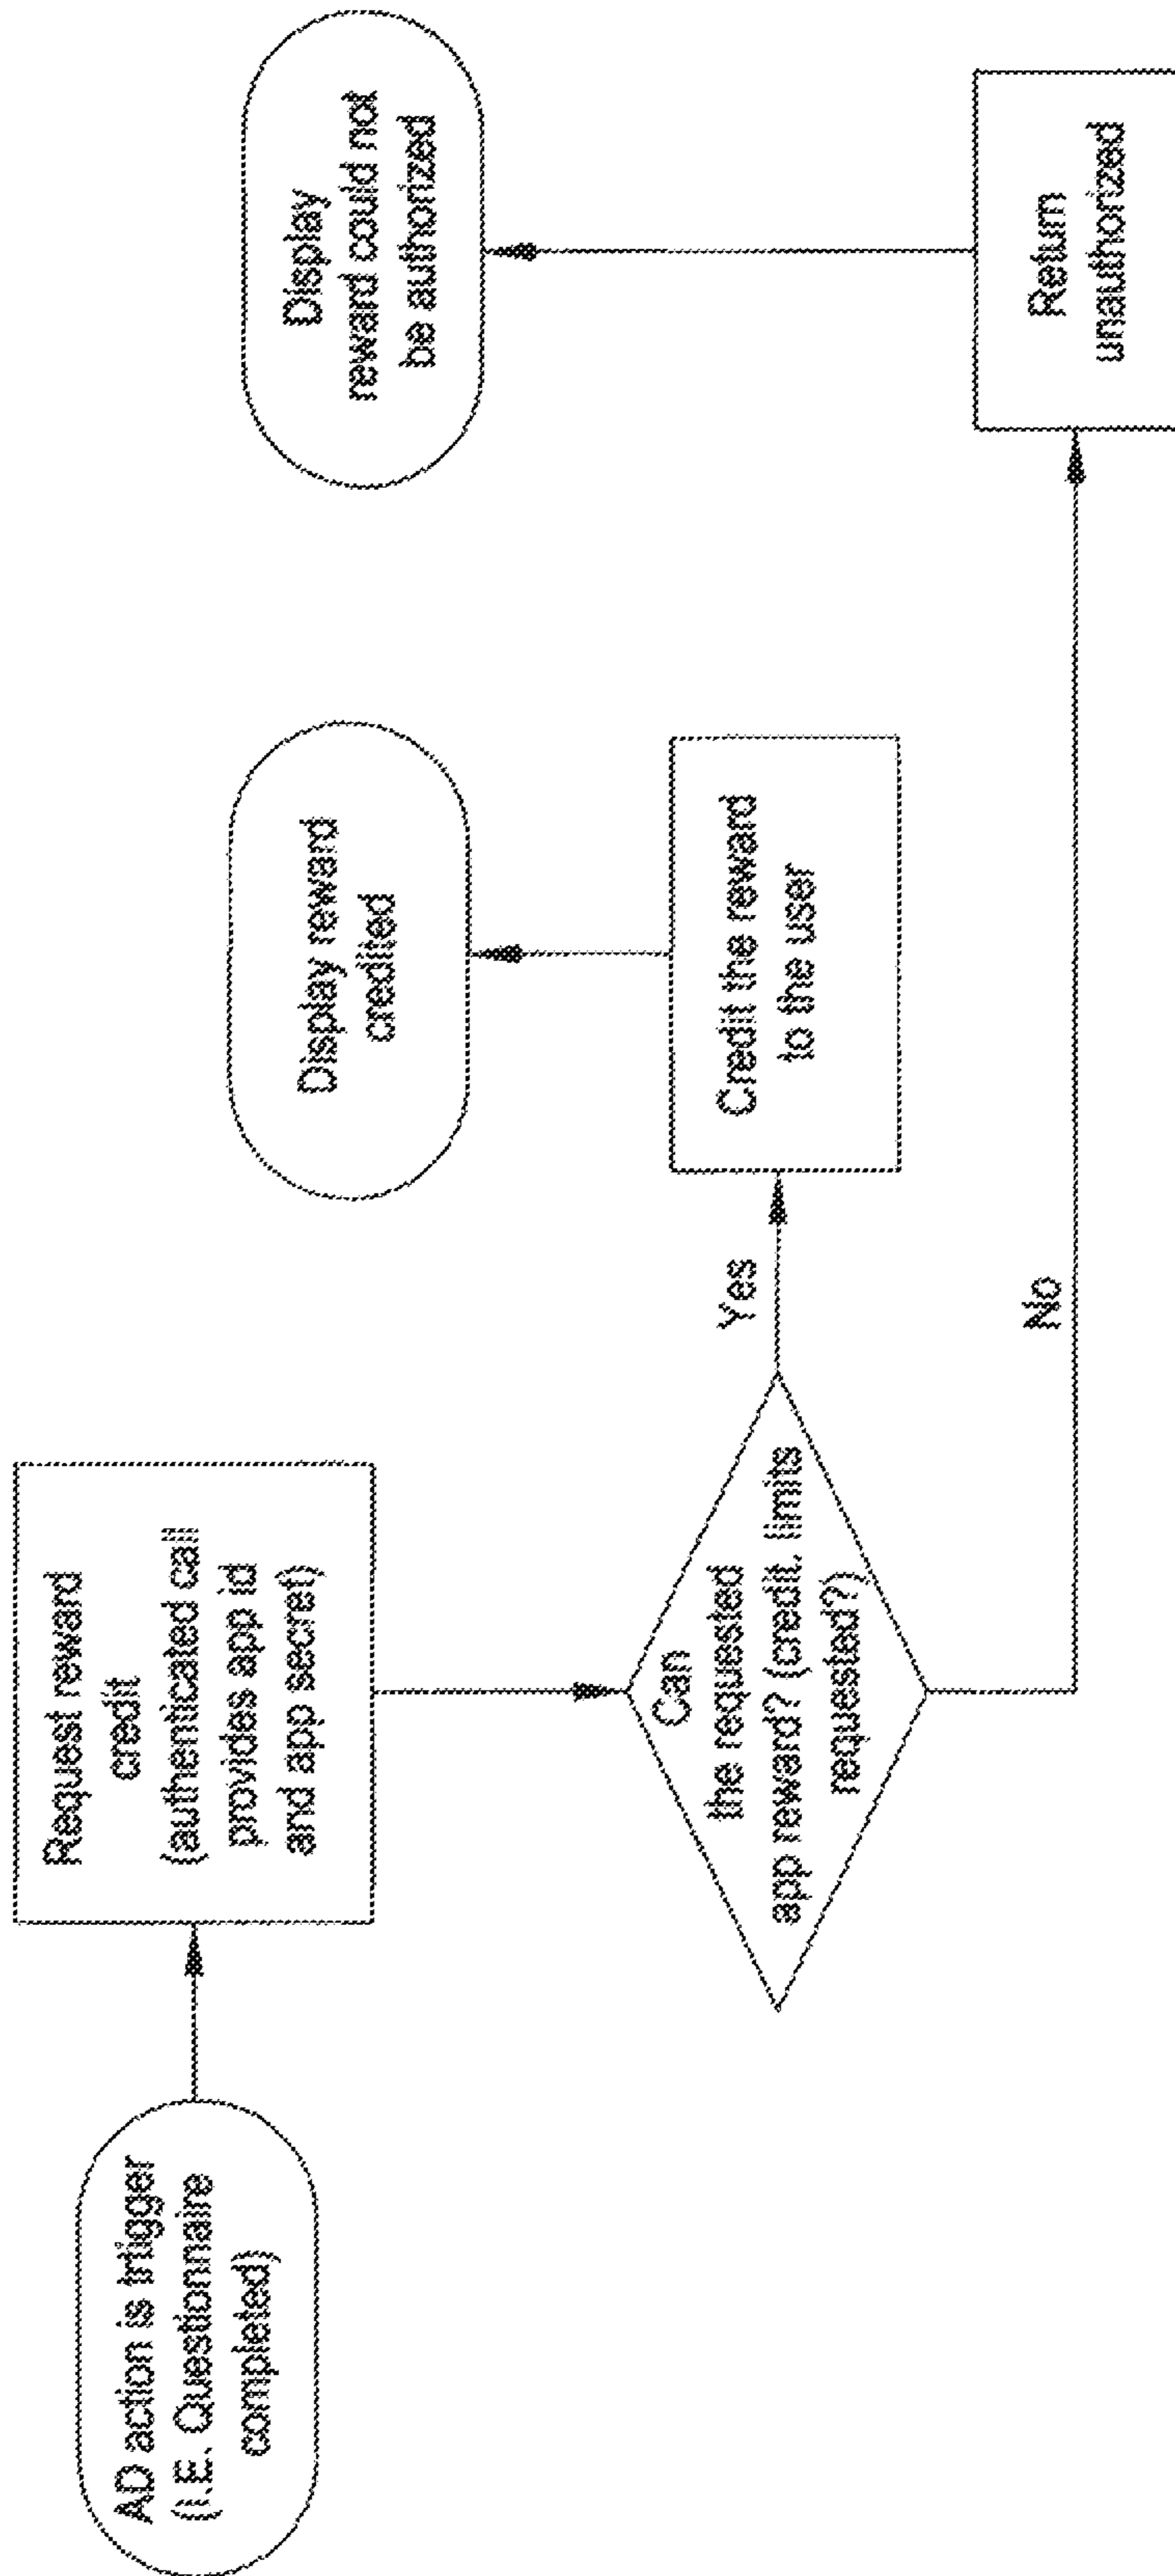 AD action is trtigger
(I.E. Questionnaire
completed)
Request reward
credit
(authenticated call
provides app id
and app secret)
Can
the requested
app reward? (credit, limits
requested?)
Yes
No
Credit the reward
to the user
Display reward
credited
Return
unauthorized
Display
reward could not
be authorized